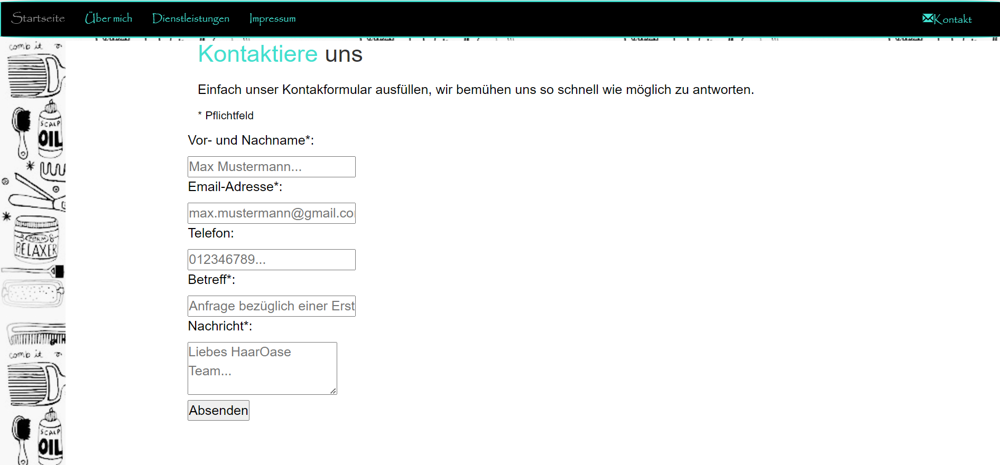 Startseite Über mich Dienstleistungen Impressum Kontakt
Kontaktiere uns
Einfach unser Kontakformular ausfüllen, wir bemühen uns so schnell wie möglich zu antworten.
* Pflichtfeld
Vor- und Nachname*:
Max Mustermann...
Email-Adresse*:
max.mustermann@gmail.co
Telefon:
012346789...
Betreff*:
Anfrage bezüglich einer Erst
Nachricht*:
Liebes HaarOase
Team...
Absenden
comb it
SCALP
OIL
PERM
RELAXER
comb it
SCALP
OIL